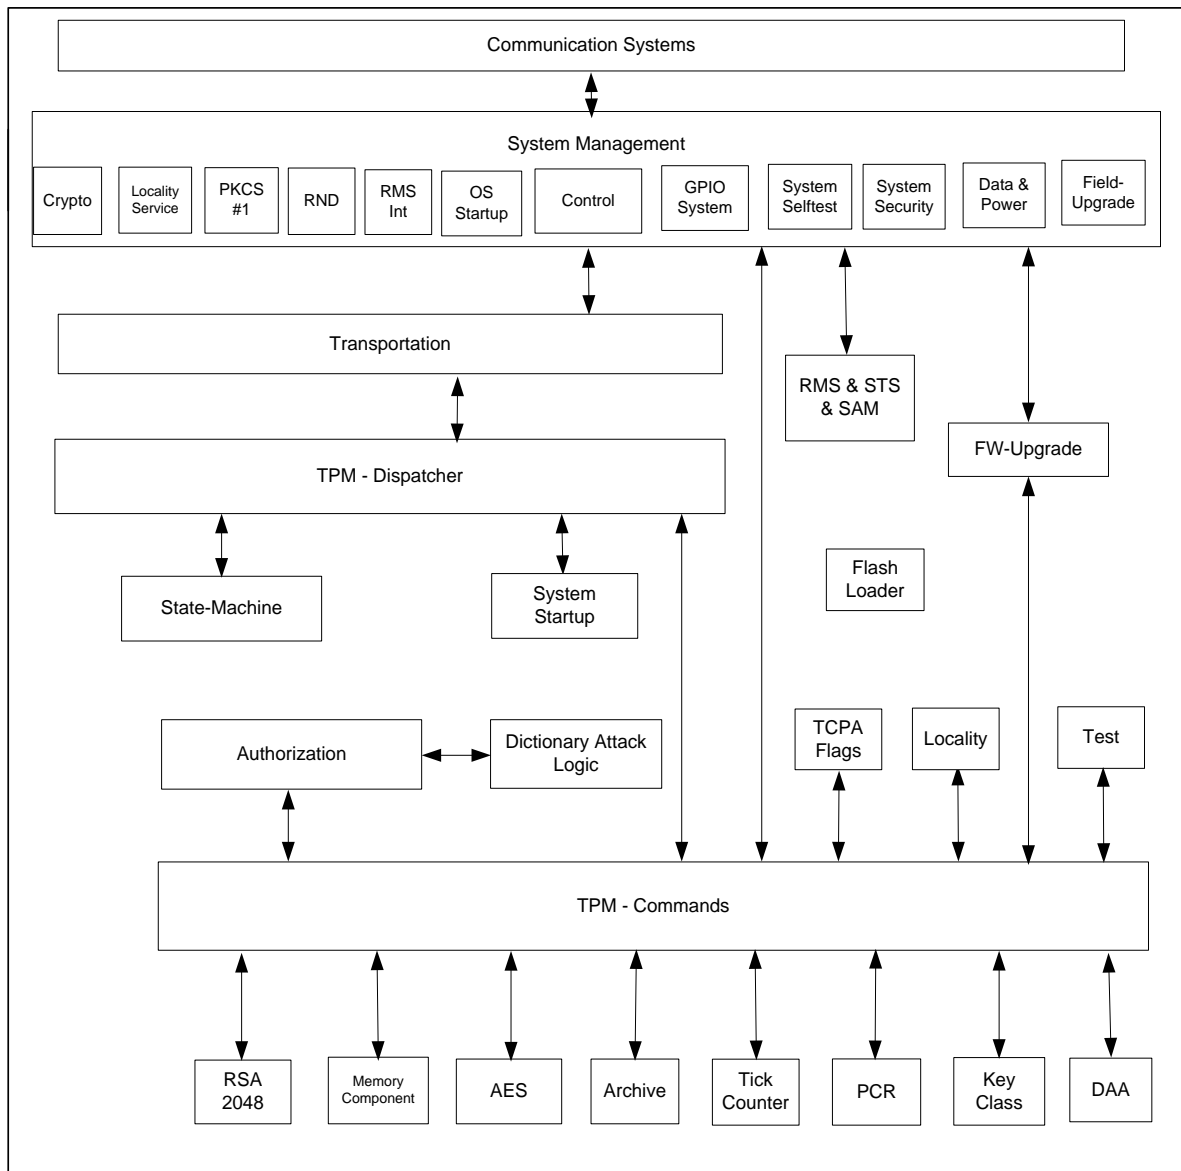 Communication Systems
System Management
Crypto
Locality
Service
PKCS
#1
RND
RMS
Int
OS
Startup
Control
GPIO
System
System
Selftest
System
Security
Data &
Power
Field-
Upgrade
Transportation
RMS & STS
& SAM
TPM - Dispatcher
FW-Upgrade
State-Machine
System
Startup
Flash
Loader
Authorization
Dictionary Attack
Logic
TCPA
Flags
Locality
Test
TPM - Commands
RSA
2048
Memory
Component
AES
Archive
Tick
Counter
PCR
Key
Class
DAA